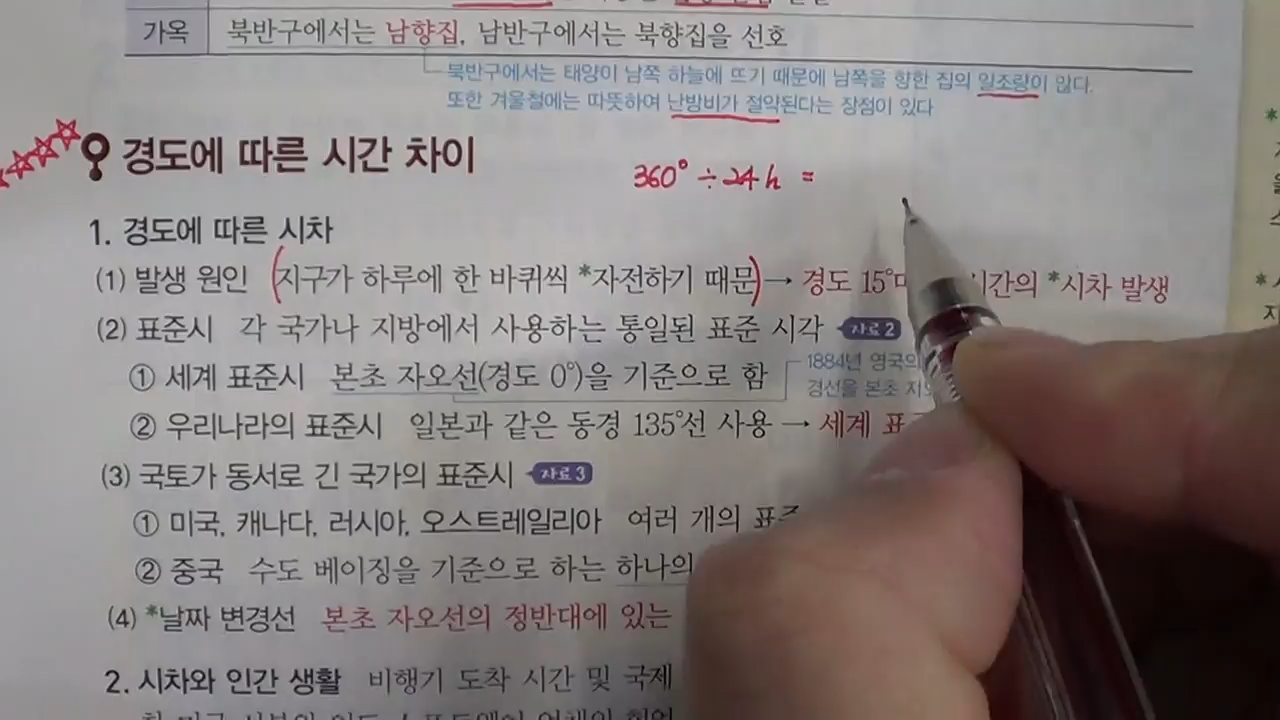 가옥 북반구에서는 남향집, 남반구에서는 북향집을 선호
북반구에서는 태양이 남쪽 하늘에 뜨기 때문에 남쪽을 향한 집의 일조량이 많다.
또한 겨울철에는 따뜻하여 난방비가 절약된다는 장점이 있다
경도에 따른 시간 차이
360° ÷ 24h =
1. 경도에 따른 시차
(1) 발생 원인 (지구가 하루에 한 바퀴씩 *자전하기 때문) → 경도 15° 시간의 *시차 발생
(2) 표준시 각 국가나 지방에서 사용하는 통일된 표준 시각 자료2
① 세계 표준시 본초 자오선(경도 0°)을 기준으로 함
1884년 영국의
경선을 본초
② 우리나라의 표준시 일본과 같은 동경 135°선 사용 → 세계
(3) 국토가 동서로 긴 국가의 표준시 자료3
① 미국, 캐나다, 러시아, 오스트레일리아 여러 개의
② 중국 수도 베이징을 기준으로 하는 하나의
(4) *날짜 변경선 본초 자오선의 정반대에 있는
2. 시차와 인간 생활 비행기 도착 시간 및 국제